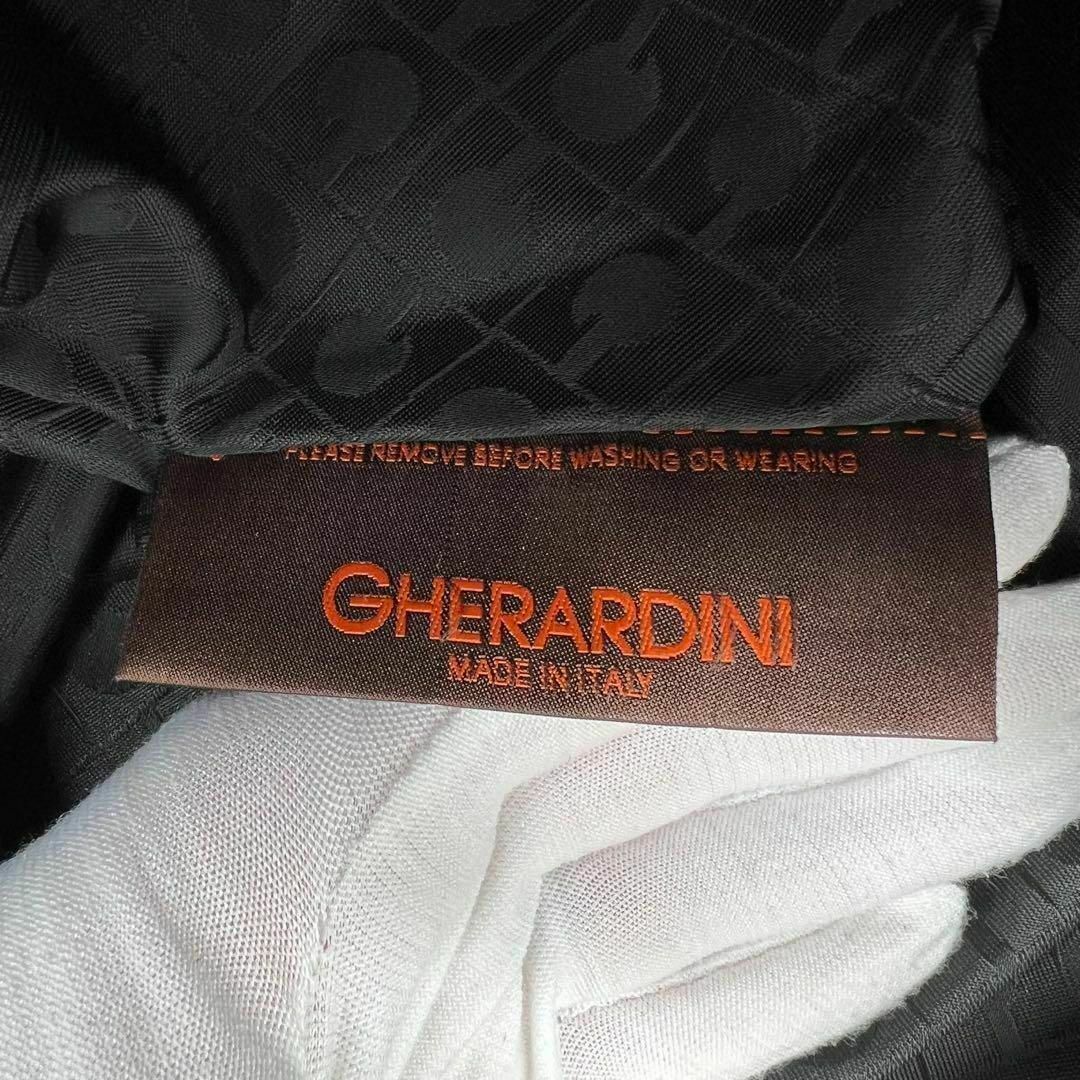 PLEASE REMOVE BEFORE WASHING OR WEARING
GHERARDINI
MADE IN ITALY